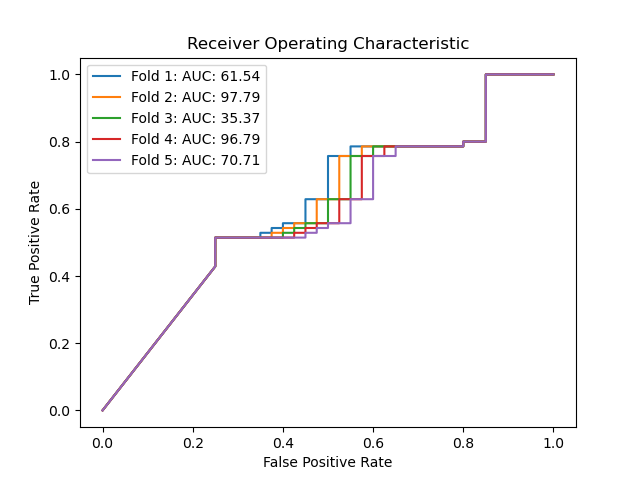 Receiver Operating Characteristic
Fold 1: AUC: 61.54
Fold 2: AUC: 97.79
Fold 3: AUC: 35.37
Fold 4: AUC: 96.79
Fold 5: AUC: 70.71
True Positive Rate
1.0
0.8
0.6
0.4
0.2
0.0
0.0 0.2 0.4 0.6 0.8 1.0
False Positive Rate